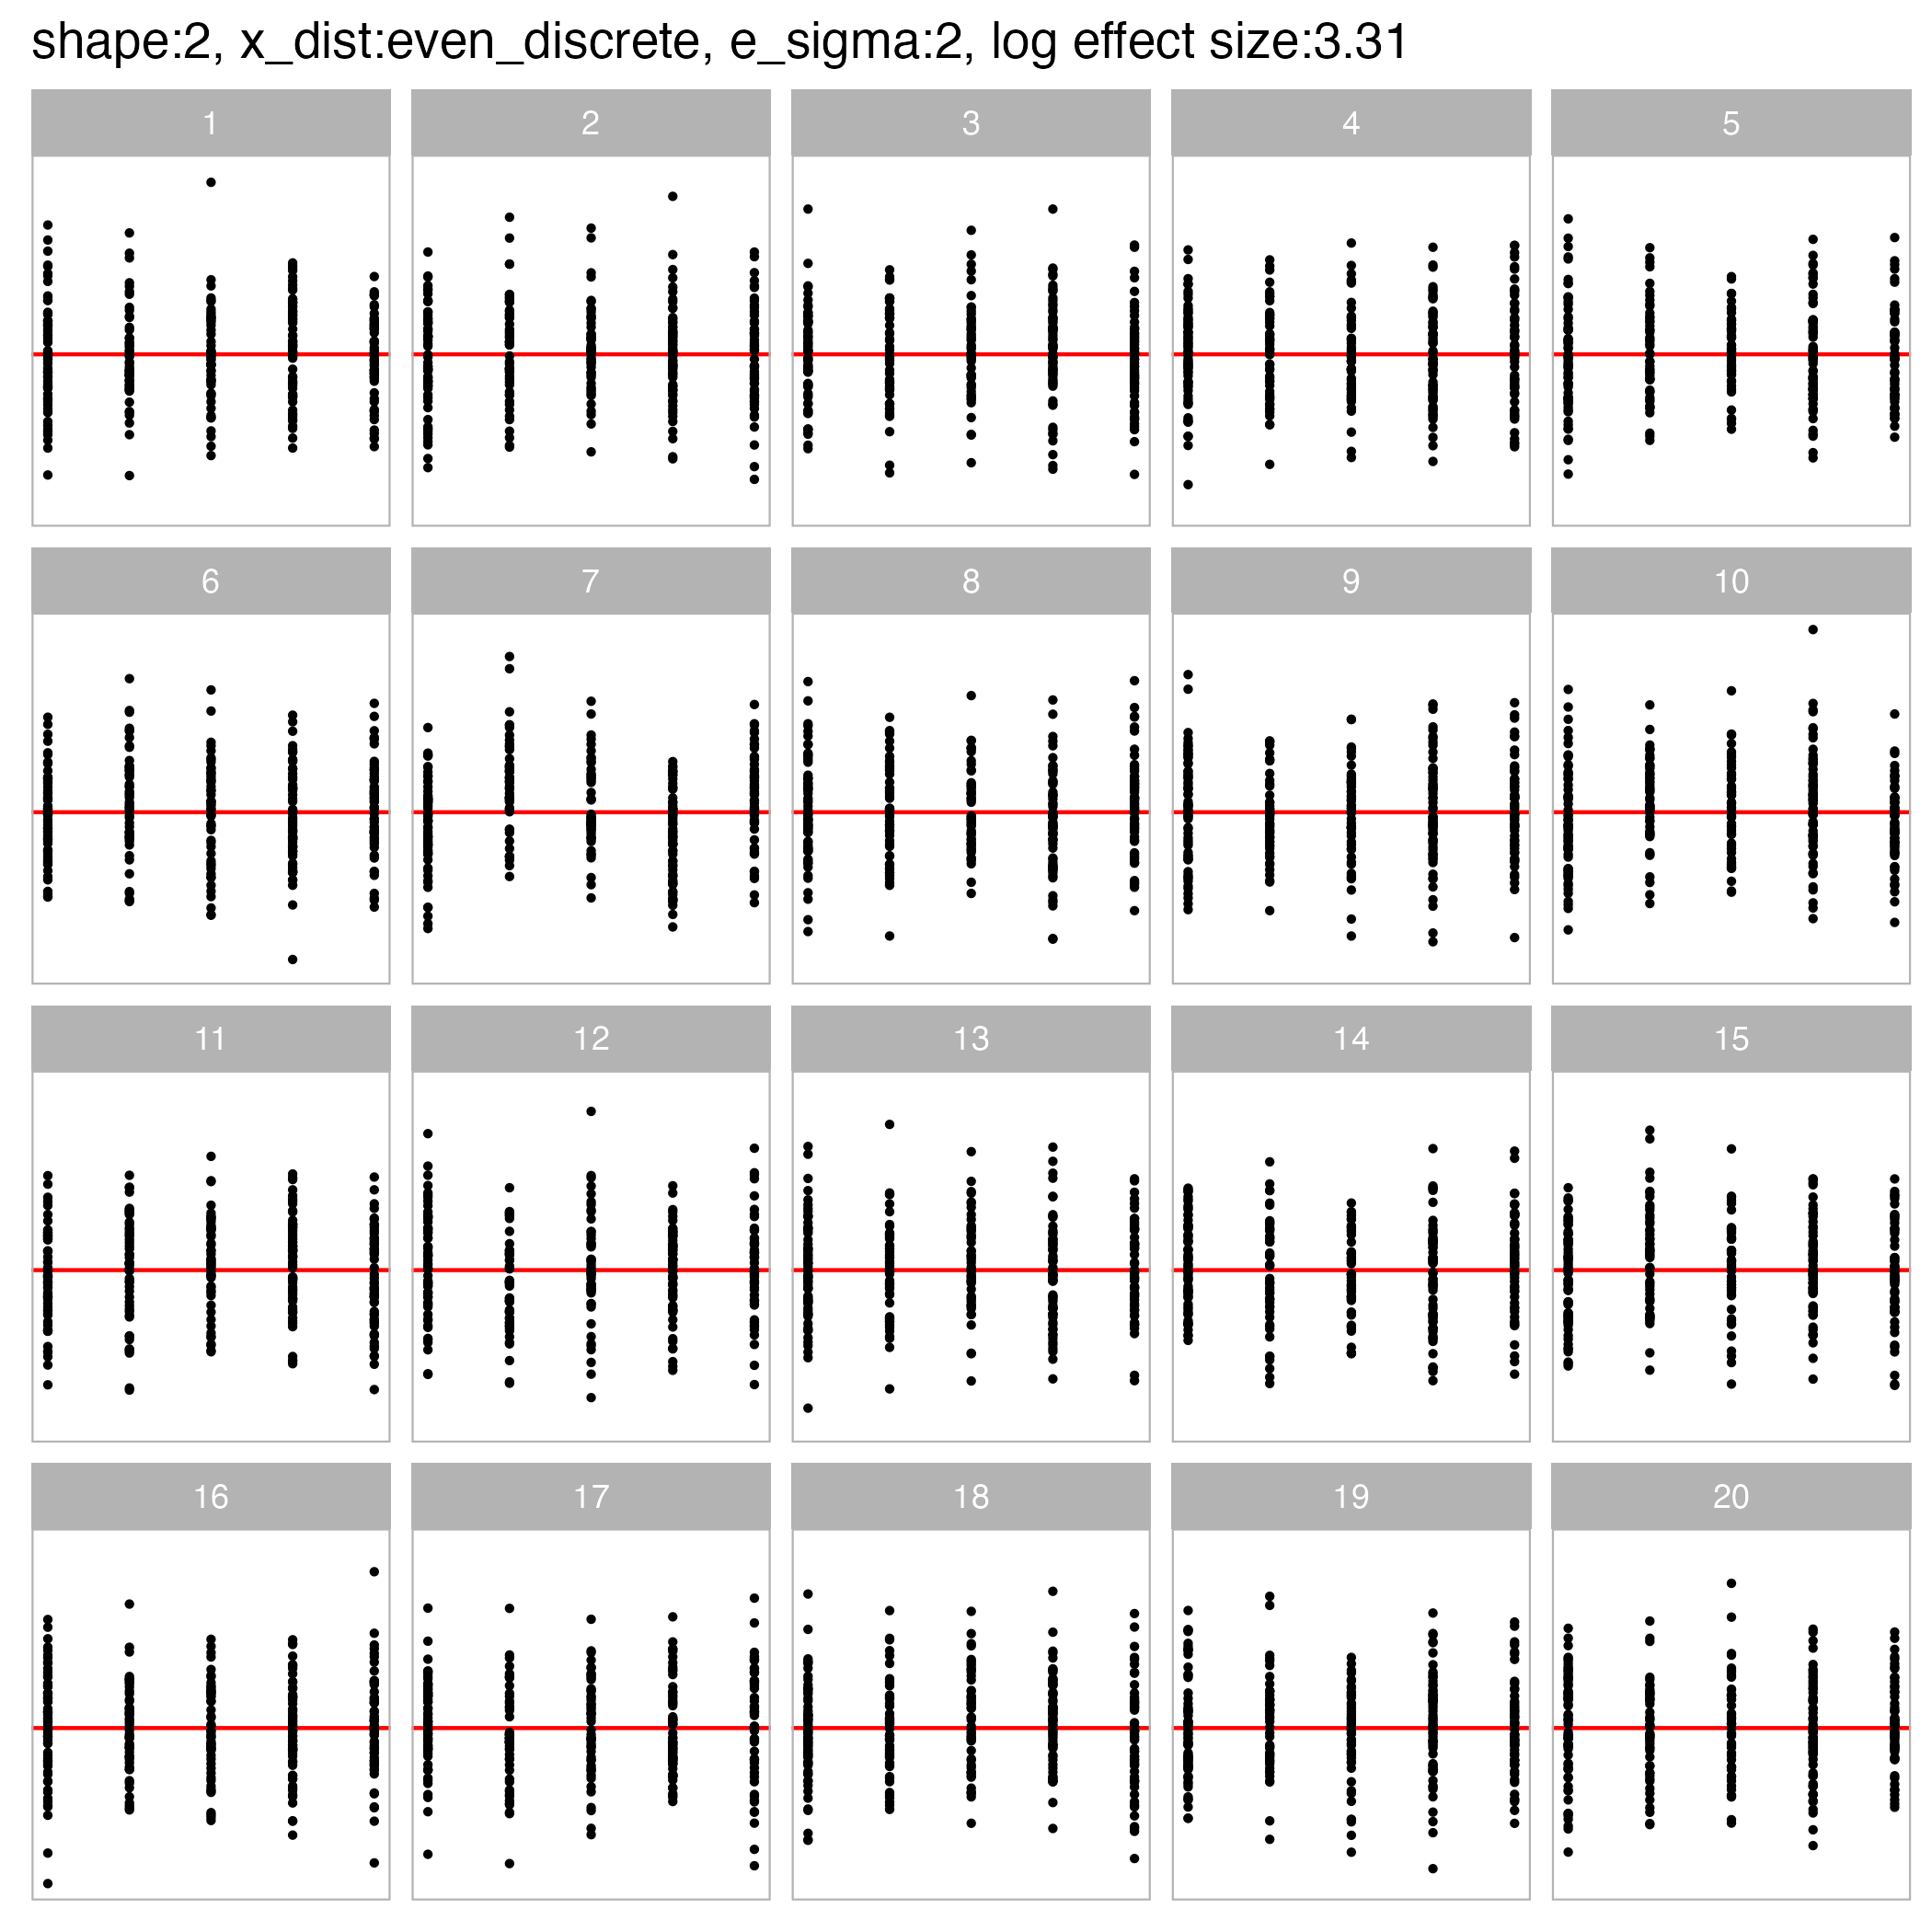 shape:2, x_dist:even_discrete, e_sigma:2, log effect size:3.31
1 2 3 4 5
6 7 8 9 10
11 12 13 14 15
16 17 18 19 20